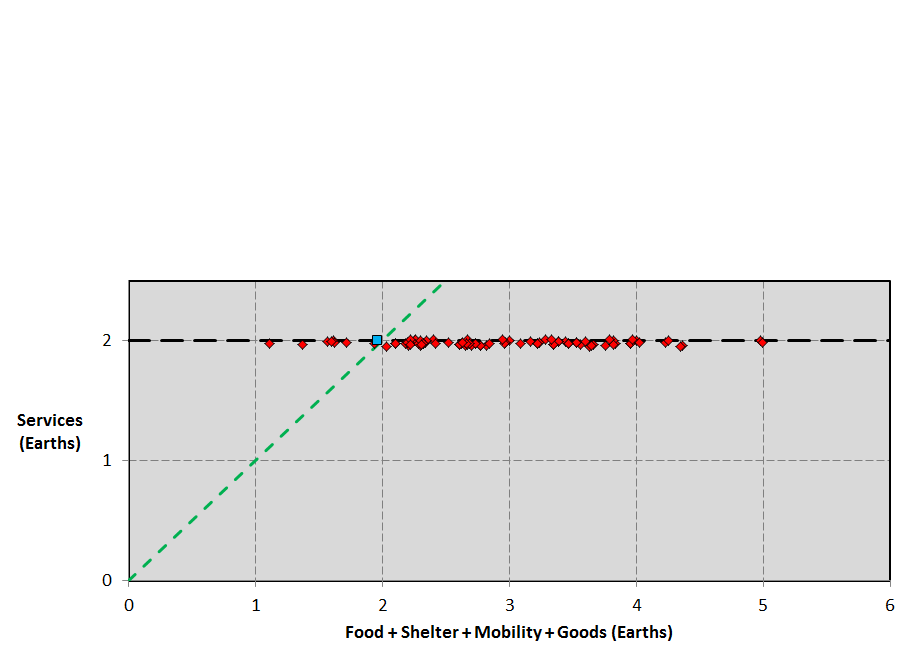 2
Services
(Earths)
1
0
0 1 2 3 4 5 6
Food + Shelter + Mobility + Goods (Earths)